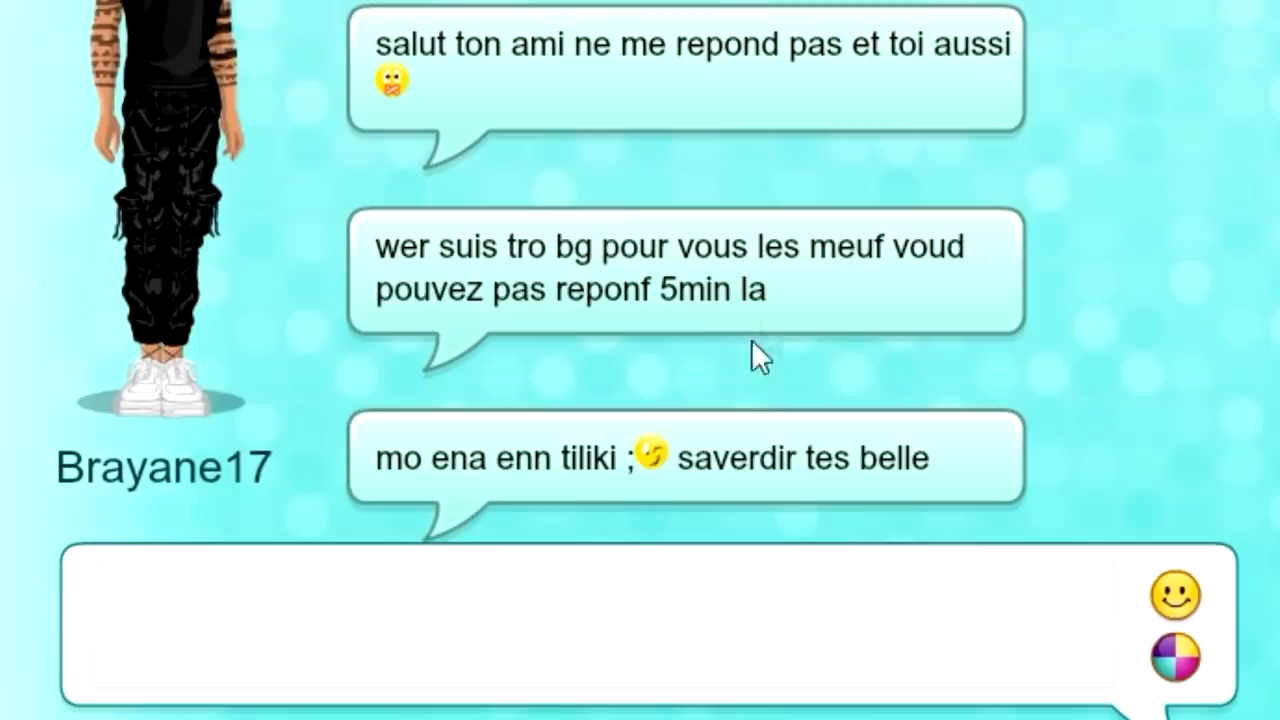 salut ton ami ne me repond pas et toi aussi
wer suis tro bg pour vous les meuf voud
pouvez pas reponf 5min la
mo ena enn tiliki ; saverdir tes belle
Brayane17